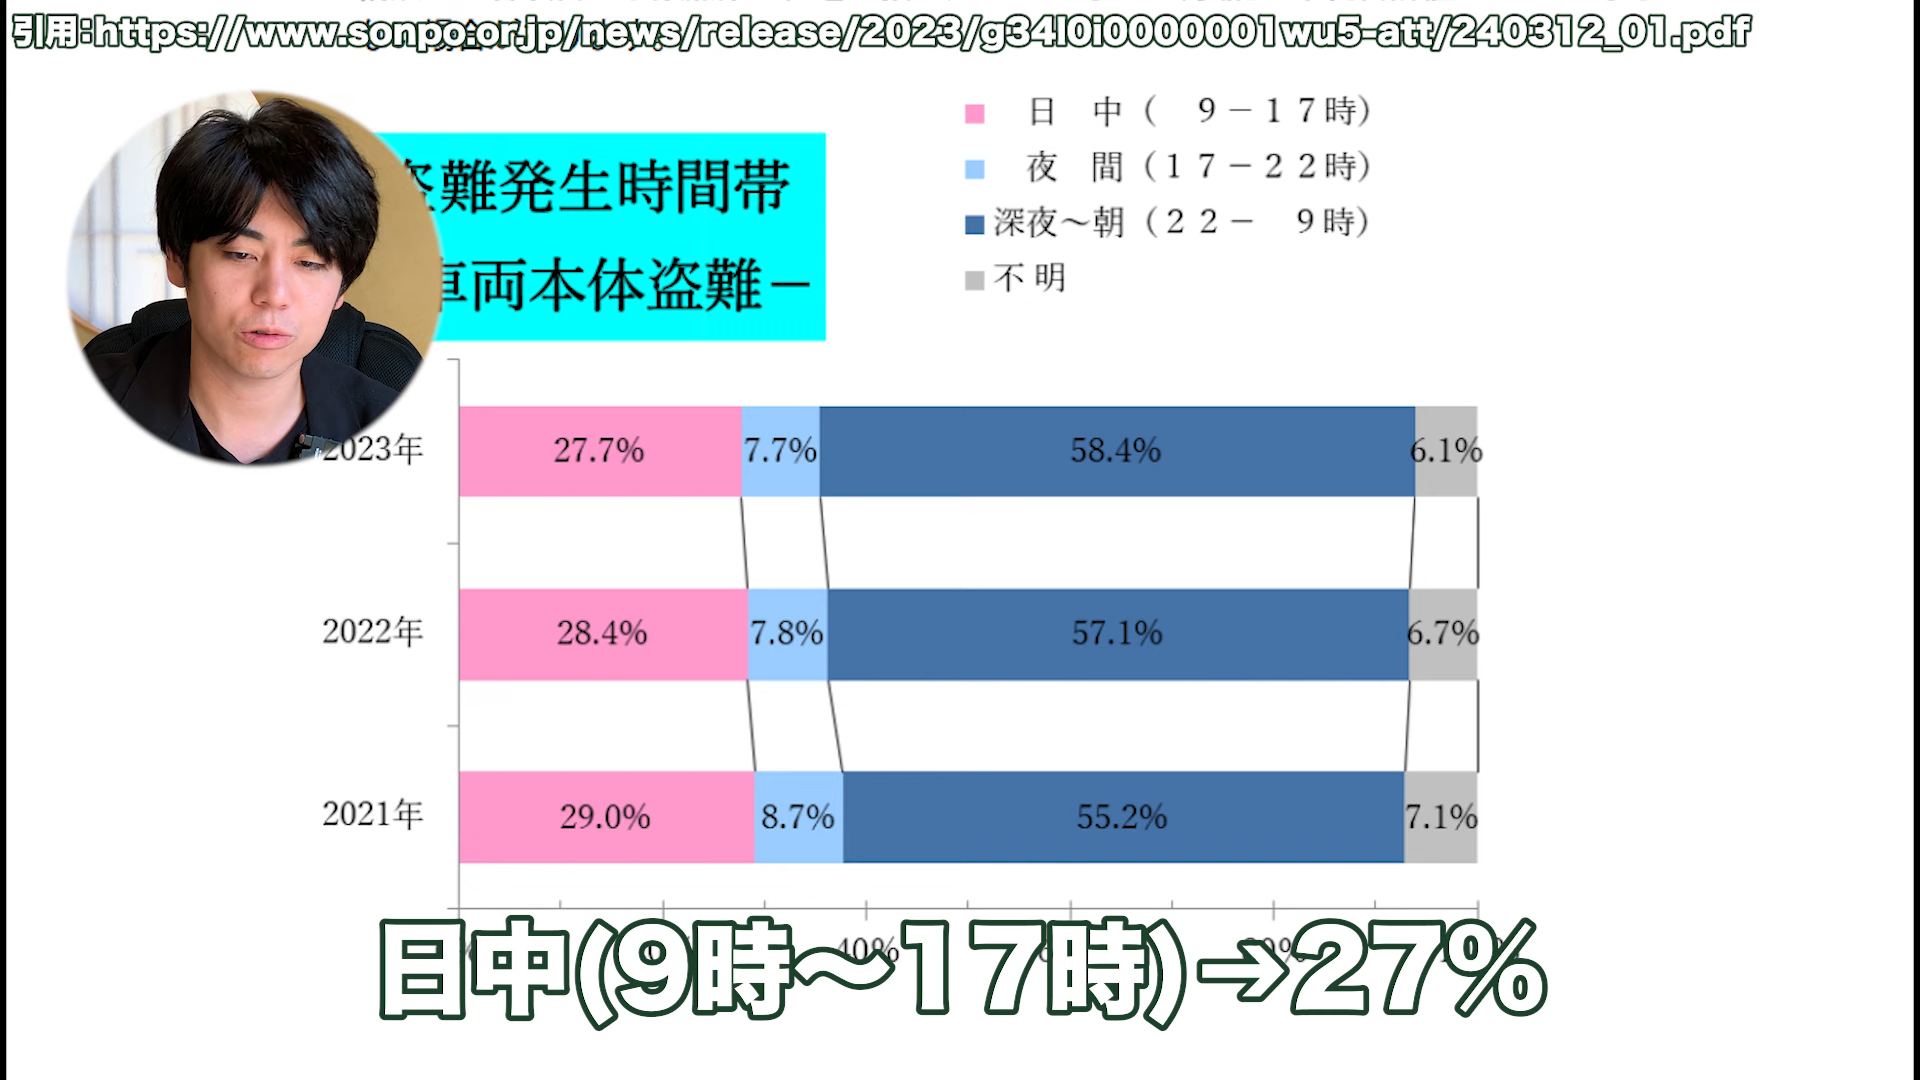 引用:https://www.sonpo.or.jp/news/release/2023/g34l0i0000001wu5-att/240312_01.pdf
盗難発生時間帯
車両本体盗難－
日　中（　９－１７時）
夜　間（１７－２２時）
深夜～朝（２２－　９時）
不明
2023年 27.7% 7.7% 58.4% 6.1%
2022年 28.4% 7.8% 57.1% 6.7%
2021年 29.0% 8.7% 55.2% 7.1%
40%
日中(9時〜17時)→27%